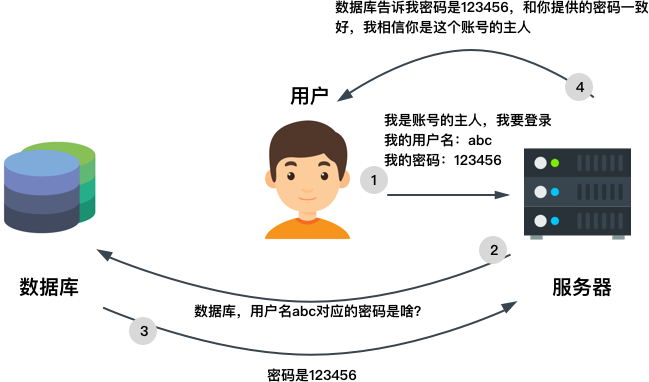 数据库告诉我密码是123456，和你提供的密码一致
好，我相信你是这个账号的主人
4
用户
我是账号的主人，我要登录
我的用户名：abc
我的密码：123456
1
2
数据库
服务器
数据库，用户名abc对应的密码是啥?
3
密码是123456